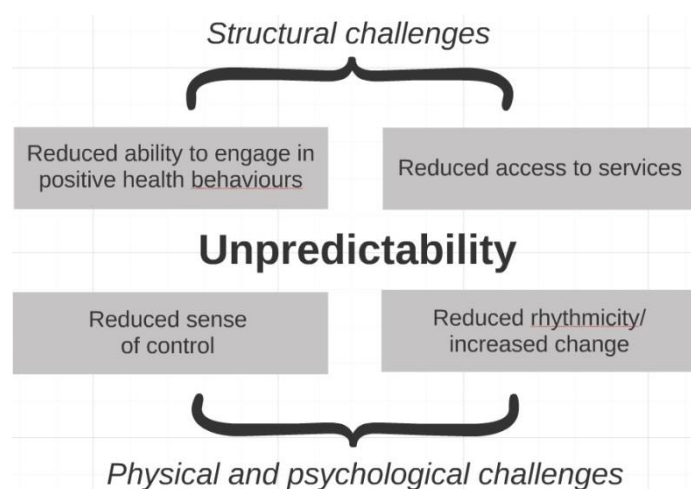 Structural challenges
Reduced ability to engage in
positive health behaviours
Reduced access to services
Unpredictability
Reduced sense
of control
Reduced rhythmicity/
increased change
Physical and psychological challenges